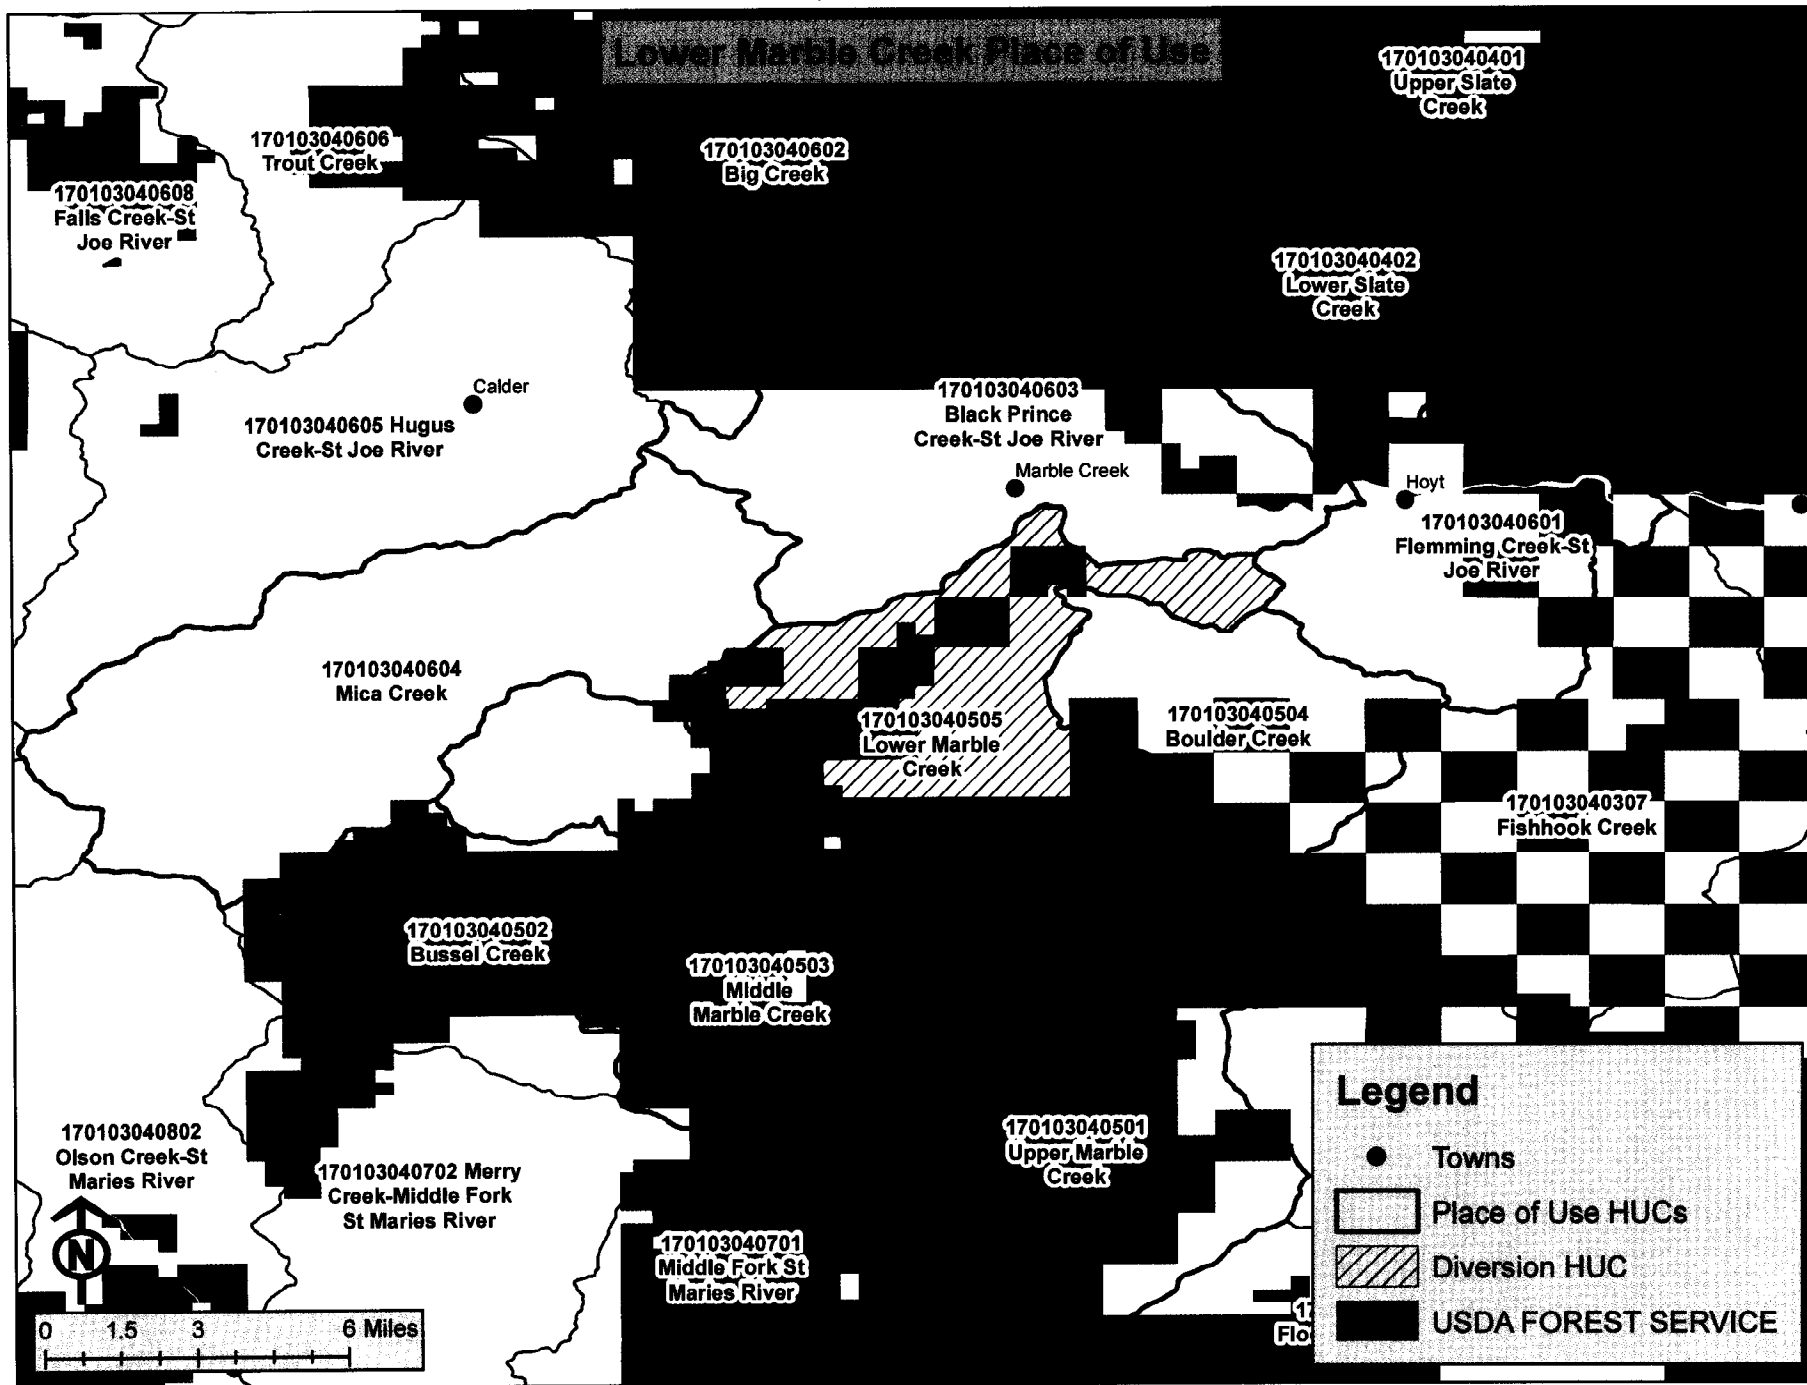 Lower Marble Creek Place of Use
170103040401
Upper Slate
Creek
170103040606
Trout Creek
170103040602
Big Creek
170103040608
Falls Creek-St
Joe River
170103040402
Lower Slate
Creek
Calder
170103040605 Hugus
Creek-St Joe River
170103040603
Black Prince
Creek-St Joe River
Marble Creek
Hoyt
170103040601
Flemming Creek-St
Joe River
170103040604
Mica Creek
170103040505
Lower Marble
Creek
170103040504
Boulder Creek
170103040307
Fishhook Creek
170103040502
Bussel Creek
170103040503
Middle
Marble Creek
170103040802
Olson Creek-St
Maries River
170103040702 Merry
Creek-Middle Fork
St Maries River
170103040501
Upper Marble
Creek
170103040701
Middle Fork St
Maries River
17
Flo
N
0 1.5 3 6 Miles
Legend
Towns
Place of Use HUCs
Diversion HUC
USDA FOREST SERVICE